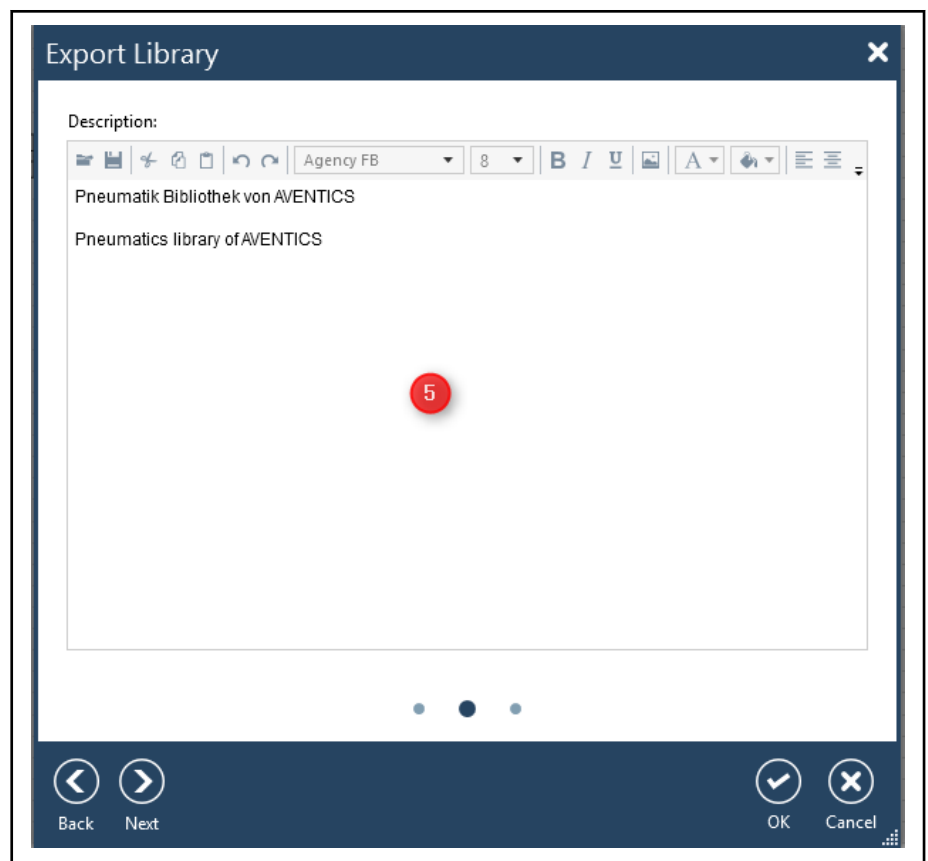 Export Library
Description:
Agency FB 8 B I U A
Pneumatik Bibliothek von AVENTICS
Pneumatics library of AVENTICS
5
Back Next OK Cancel